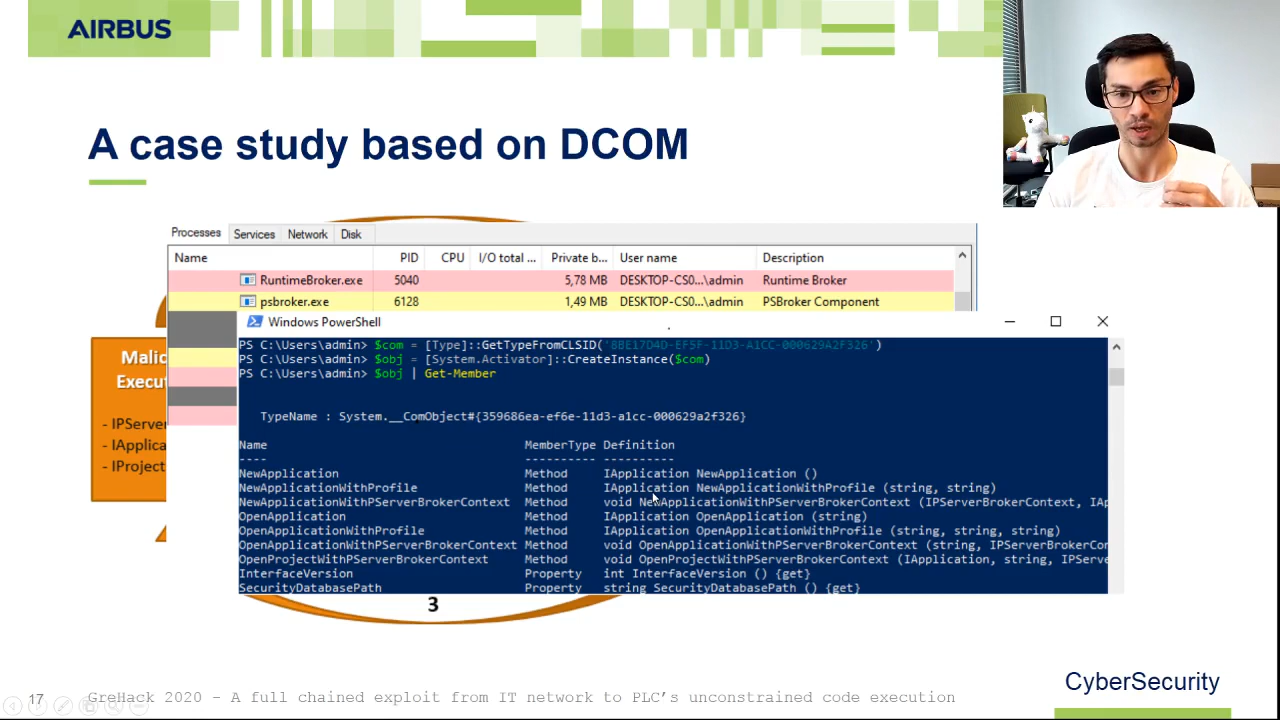 AIRBUS
A case study based on DCOM
Processes Services Network Disk
Name PID CPU I/O total ... Private b... User name Description
RuntimeBroker.exe 5040 5,78 MB DESKTOP-CS0...\admin Runtime Broker
psbroker.exe 6128 1,49 MB DESKTOP-CS0...\admin PSBroker Component
Windows PowerShell
PS C:\Users\admin> $com = [Type]::GetTypeFromCLSID('8BE17D4D-EF5F-11D3-A1CC-000629A2F326')
PS C:\Users\admin> $obj = [System.Activator]::CreateInstance($com)
PS C:\Users\admin> $obj | Get-Member
TypeName : System.__ComObject#{359686ea-ef6e-11d3-a1cc-000629a2f326}
Name MemberType Definition
---- ---------- ----------
NewApplication Method IApplication NewApplication ()
NewApplicationWithProfile Method IApplication NewApplicationWithProfile (string, string)
NewApplicationWithPServerBrokerContext Method void NewApplicationWithPServerBrokerContext (IPServerBrokerContext, IAp
OpenApplication Method IApplication OpenApplication (string)
OpenApplicationWithProfile Method IApplication OpenApplicationWithProfile (string, string, string)
OpenApplicationWithPServerBrokerContext Method void OpenApplicationWithPServerBrokerContext (string, IPServerBrokerCor
OpenProjectWithPServerBrokerContext Method void OpenProjectWithPServerBrokerContext (IApplication, string, IPServe
InterfaceVersion Property int InterfaceVersion () {get}
SecurityDatabasePath Property string SecurityDatabasePath () {get}
Malic
Execut
- IPServer
- IApplica
- IProject
3
17 GreHack 2020 - A full chained exploit from IT network to PLC's unconstrained code execution
CyberSecurity